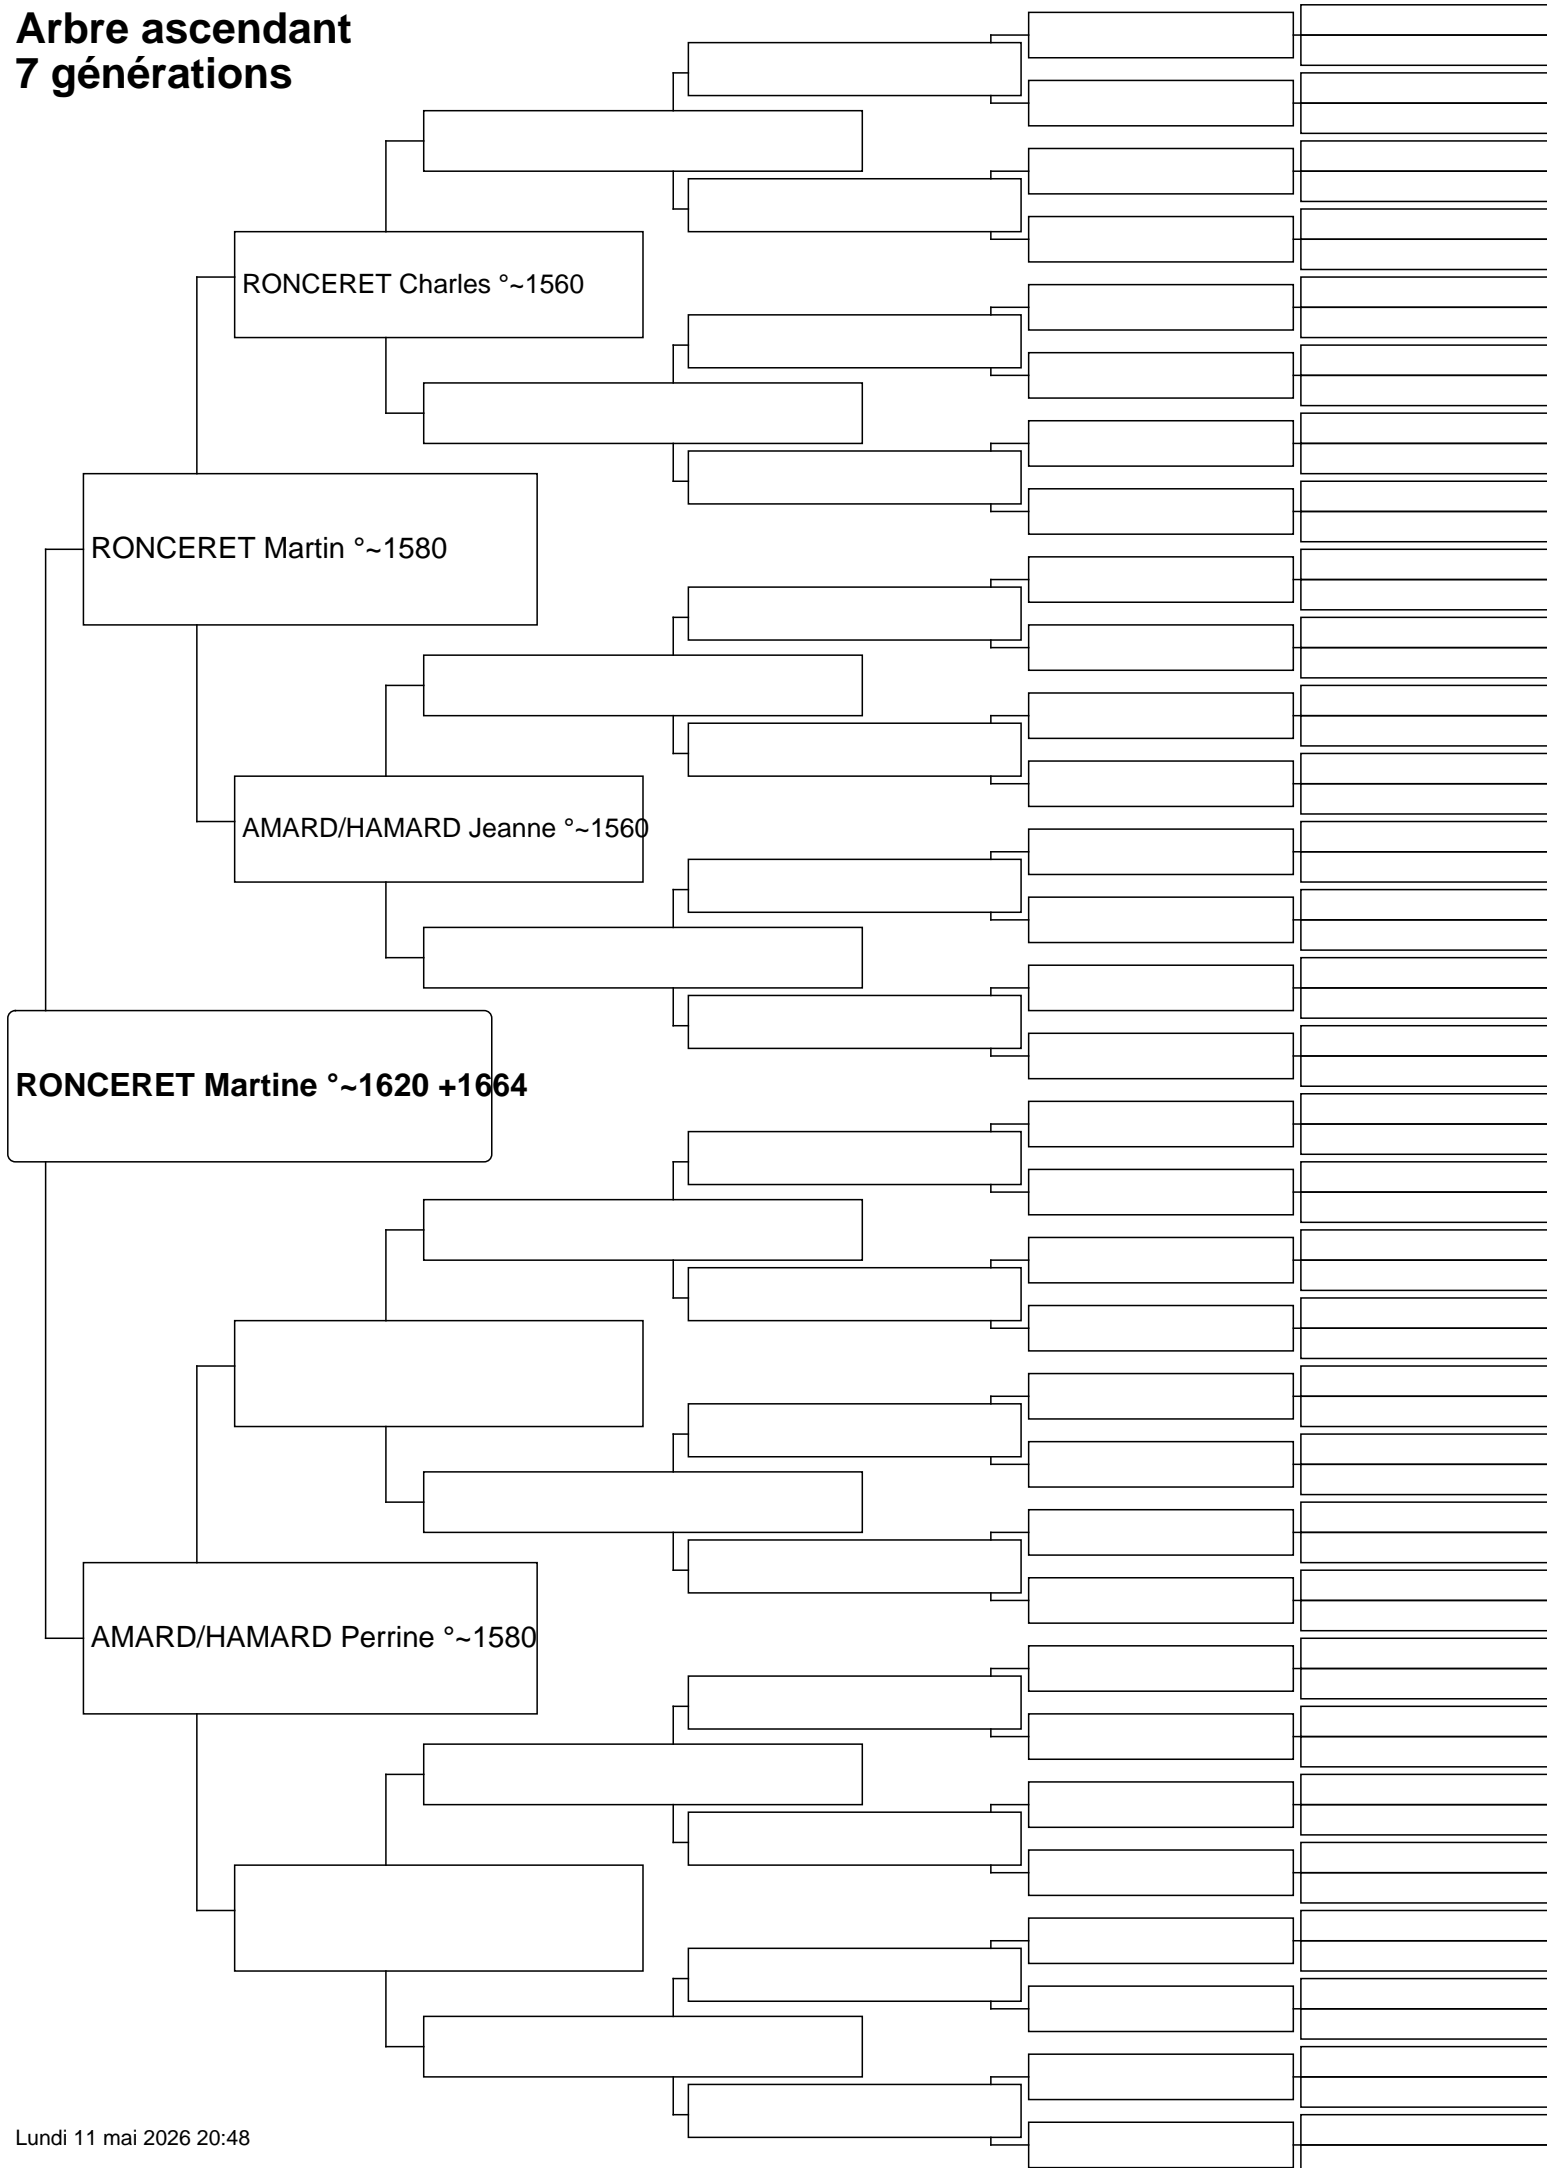 Arbre ascendant
7 générations
RONCERET Charles °~1560
RONCERET Martin °~1580
AMARD/HAMARD Jeanne °~1560
RONCERET Martine °~1620 +1664
AMARD/HAMARD Perrine °~1580
Lundi 11 mai 2026 20:48